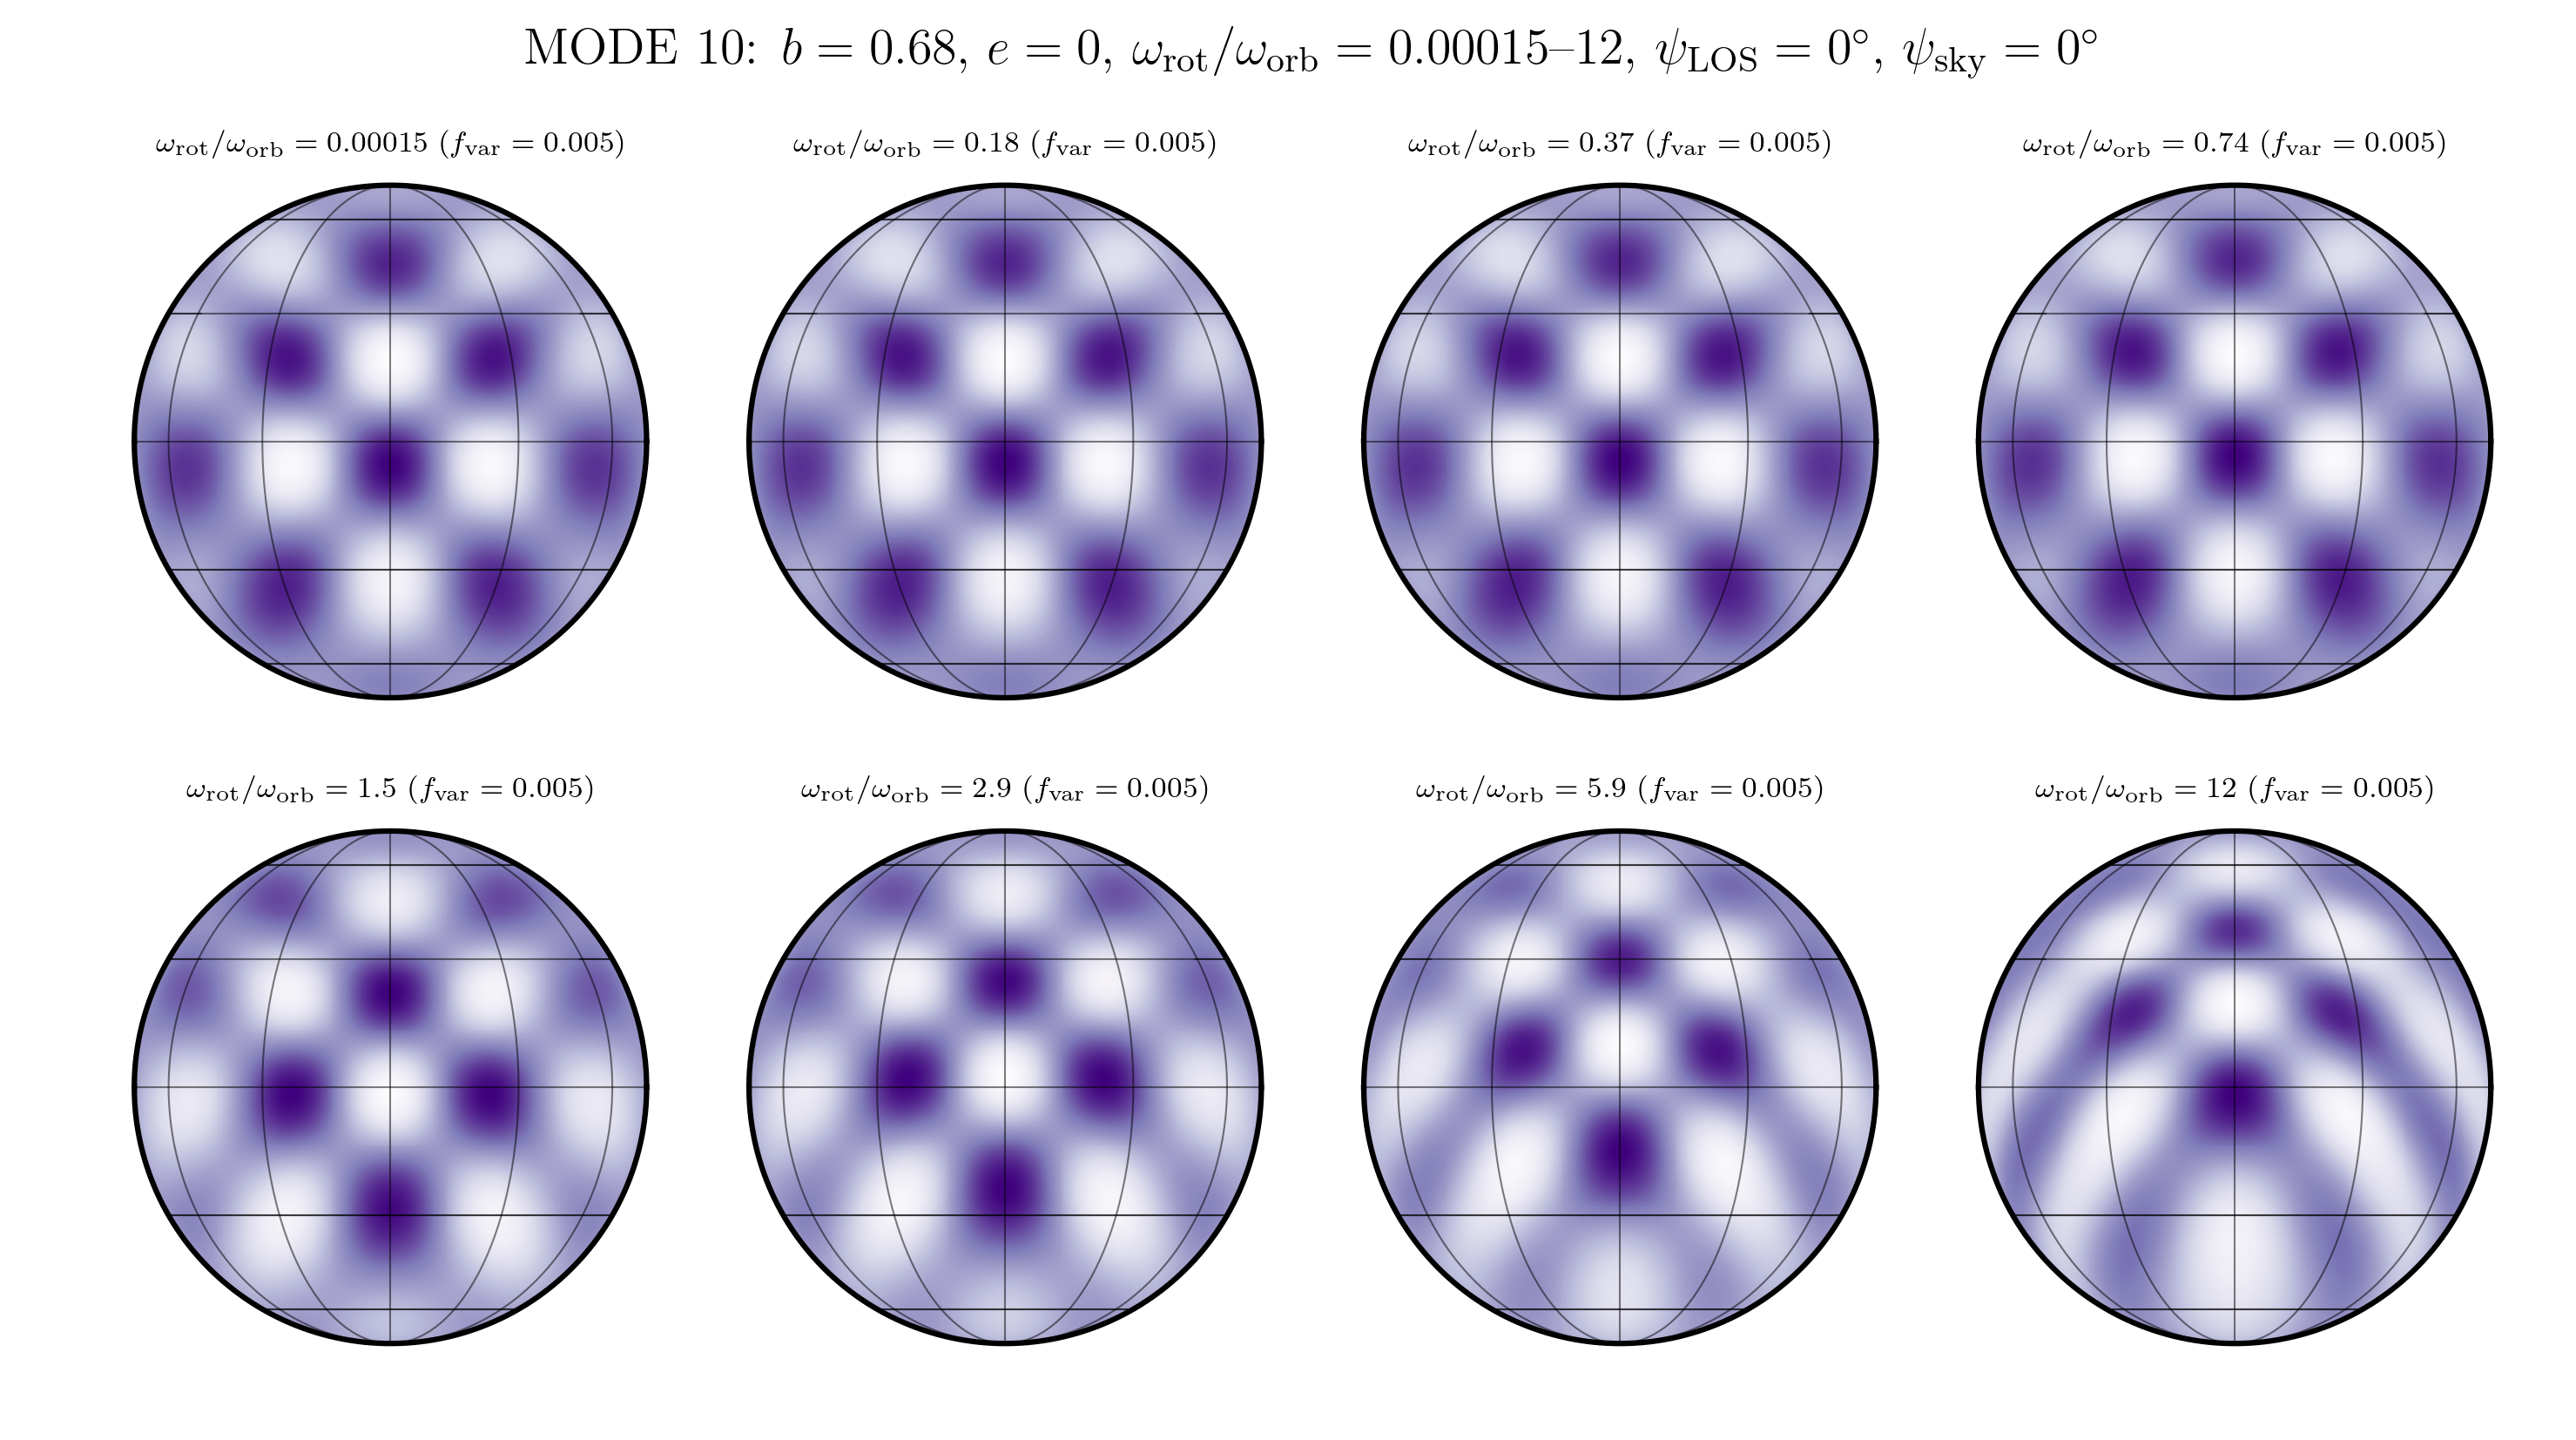 MODE 10: b = 0.68, e = 0, ω_rot/ω_orb = 0.00015–12, ψ_LOS = 0°, ψ_sky = 0°
ω_rot/ω_orb = 0.00015 (f_var = 0.005)
ω_rot/ω_orb = 0.18 (f_var = 0.005)
ω_rot/ω_orb = 0.37 (f_var = 0.005)
ω_rot/ω_orb = 0.74 (f_var = 0.005)
ω_rot/ω_orb = 1.5 (f_var = 0.005)
ω_rot/ω_orb = 2.9 (f_var = 0.005)
ω_rot/ω_orb = 5.9 (f_var = 0.005)
ω_rot/ω_orb = 12 (f_var = 0.005)